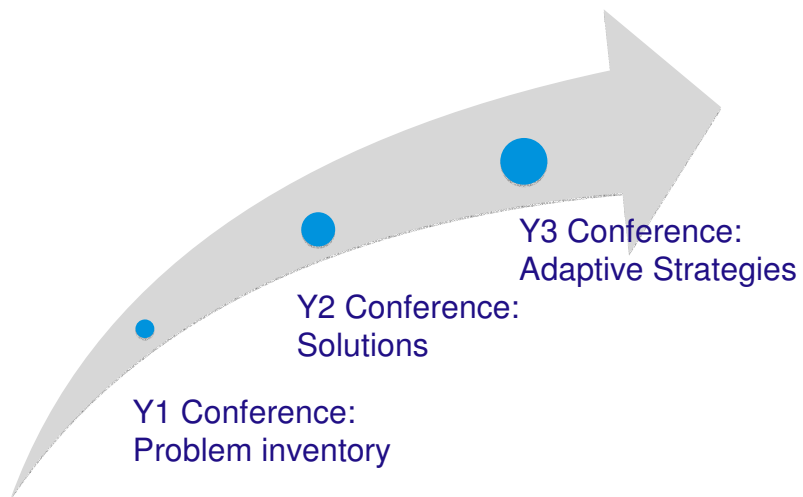 Y3 Conference:
Adaptive Strategies
Y2 Conference:
Solutions
Y1 Conference:
Problem inventory